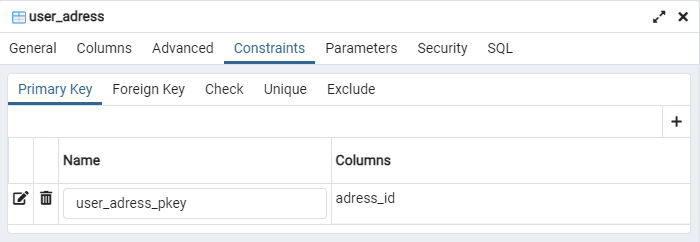 user_adress
General Columns Advanced Constraints Parameters Security SQL
Primary Key Foreign Key Check Unique Exclude
Name Columns
user_adress_pkey adress_id